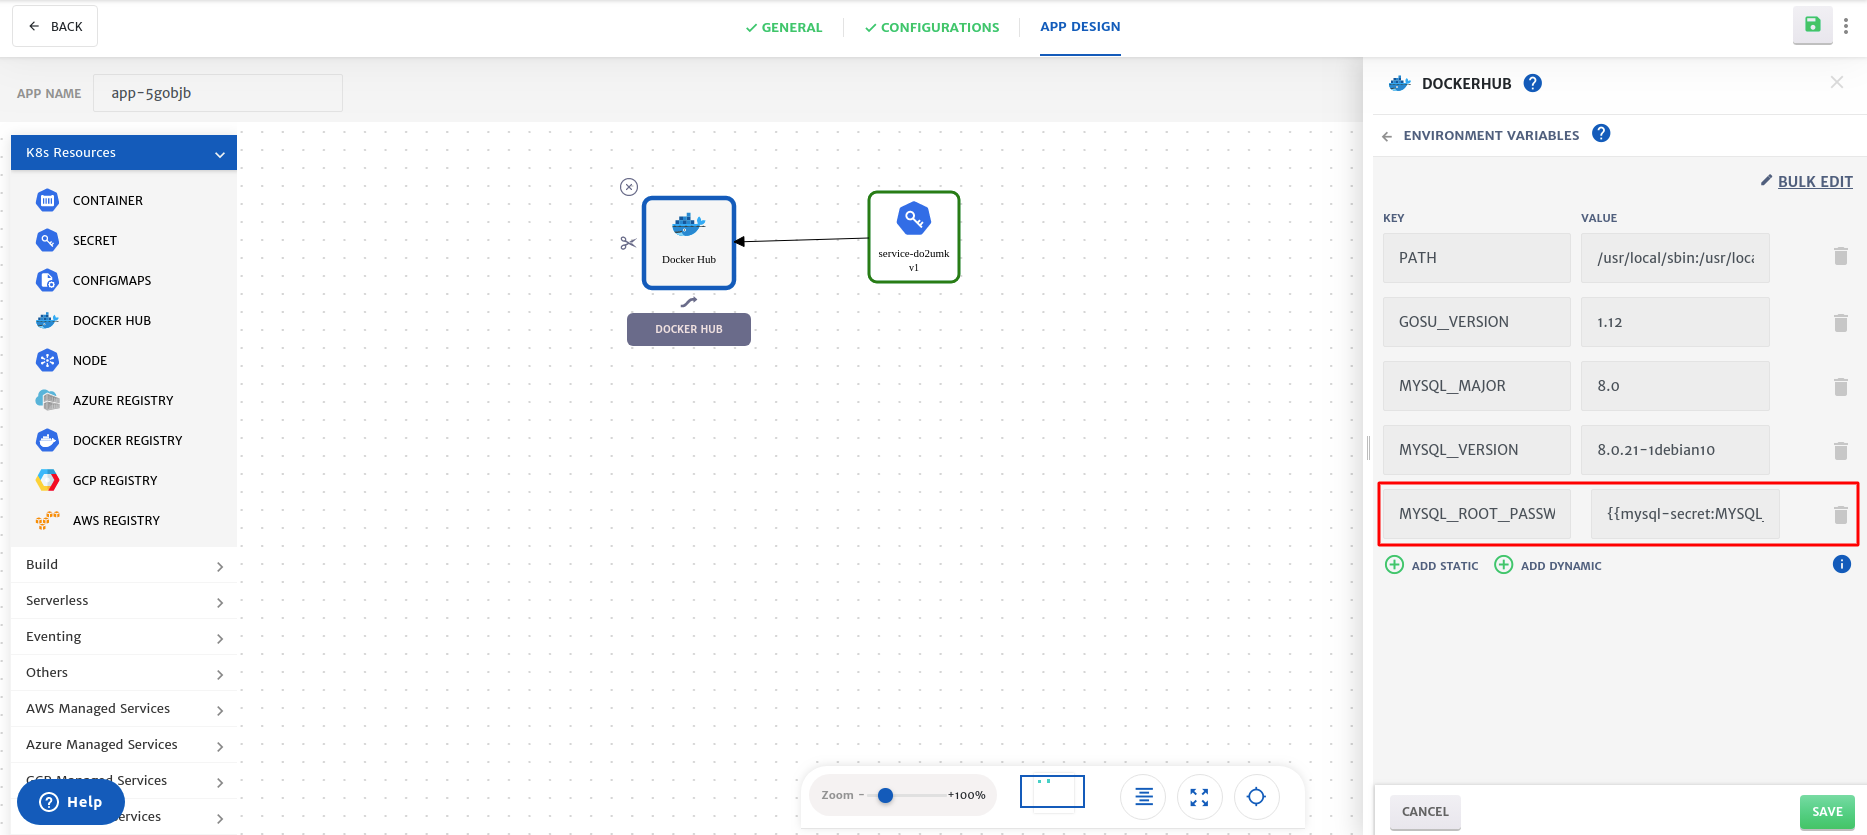 BACK
GENERAL
CONFIGURATIONS
APP DESIGN
APP NAME
app-5gobjb
K8s Resources
CONTAINER
SECRET
CONFIGMAPS
DOCKER HUB
NODE
AZURE REGISTRY
DOCKER REGISTRY
GCP REGISTRY
AWS REGISTRY
Build
Serverless
Eventing
Others
AWS Managed Services
Azure Managed Services
GCP Managed Services
Services
Help
Docker Hub
DOCKER HUB
service-do2umk
v1
Zoom - +100%
DOCKERHUB ?
ENVIRONMENT VARIABLES ?
BULK EDIT
KEY VALUE
PATH /usr/local/sbin:/usr/loca
GOSU_VERSION 1.12
MYSQL_MAJOR 8.0
MYSQL_VERSION 8.0.21-1debian10
MYSQL_ROOT_PASSW {{mysql-secret:MYSQL_
ADD STATIC ADD DYNAMIC
CANCEL SAVE